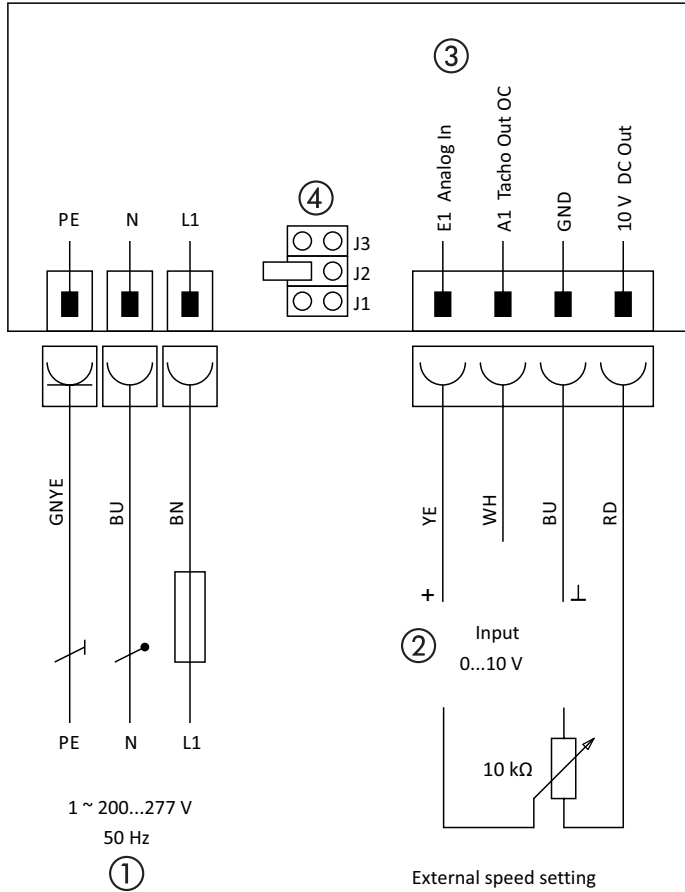 ③
E1 Analog In
A1 Tacho Out OC
GND
10 V DC Out
PE N L1
④
J3
J2
J1
GNYE
BU
BN
YE
WH
BU
RD
+ ⊥
② Input
0...10 V
PE N L1
10 kΩ
1 ~ 200...277 V
50 Hz
①
External speed setting